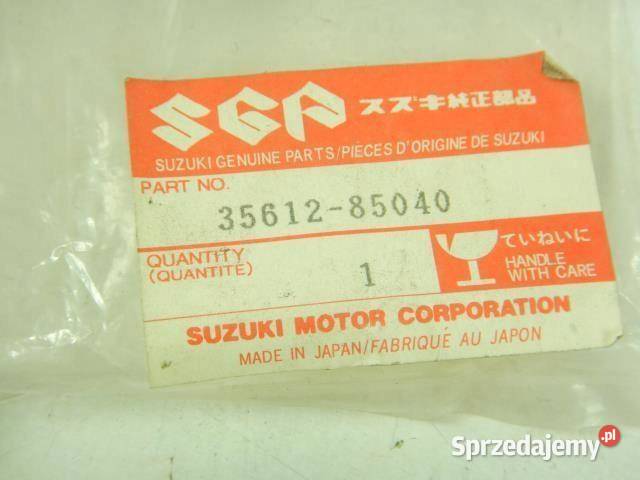 SGP スズキ純正部品
SUZUKI GENUINE PARTS/PIÈCES D'ORIGINE DE SUZUKI
PART NO.
35612-85040
QUANTITY
(QUANTITÉ)
1
ていねいに
HANDLE
WITH CARE
SUZUKI MOTOR CORPORATION
MADE IN JAPAN/FABRIQUÉ AU JAPON
Sprzedajemy.pl